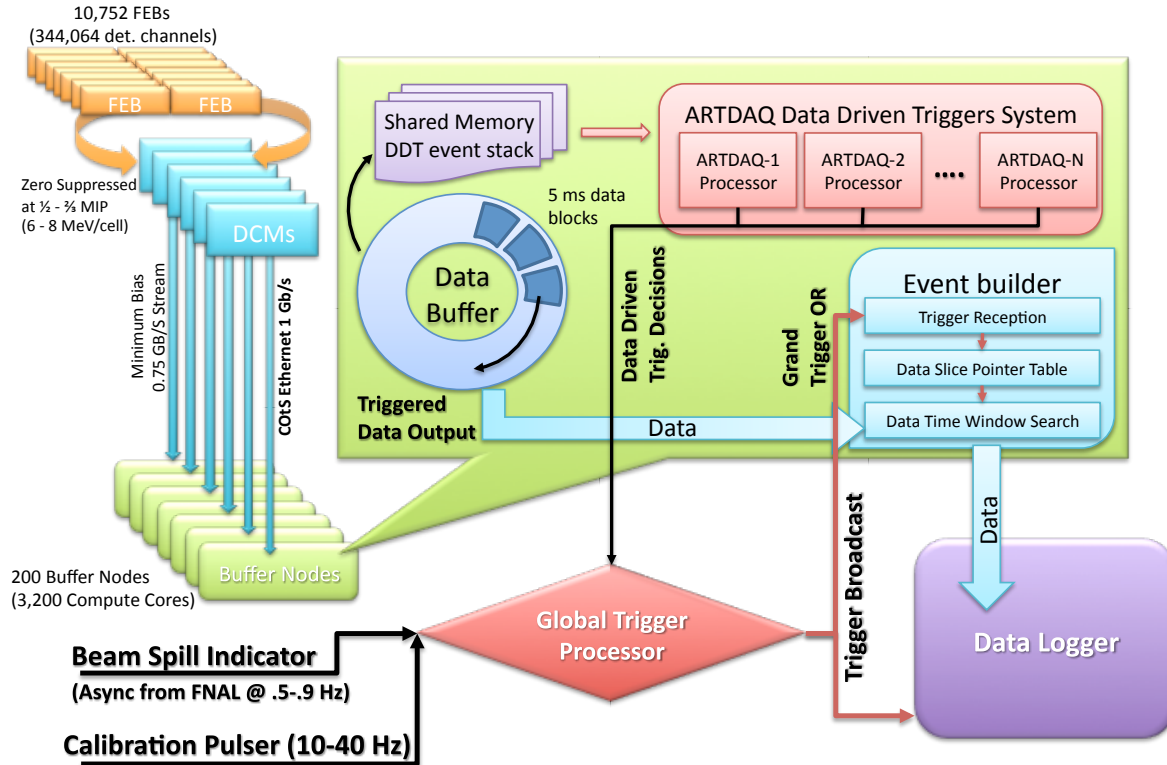 10,752 FEBs
(344,064 det. channels)
FEB
FEB
Zero Suppressed
at ½ - ⅔ MIP
(6 - 8 MeV/cell)
DCMs
Minimum Bias
0.75 GB/S Stream
COtS Ethernet 1 Gb/s
200 Buffer Nodes
(3,200 Compute Cores)
Buffer Nodes
Shared Memory
DDT event stack
5 ms data
blocks
Data
Buffer
Triggered
Data Output
ARTDAQ Data Driven Triggers System
ARTDAQ-1
Processor
ARTDAQ-2
Processor
....
ARTDAQ-N
Processor
Data Driven
Trig. Decisions
Grand
Trigger OR
Event builder
Trigger Reception
Data Slice Pointer Table
Data Time Window Search
Data
Data
Global Trigger
Processor
Trigger Broadcast
Data Logger
Beam Spill Indicator
(Async from FNAL @ .5-.9 Hz)
Calibration Pulser (10-40 Hz)